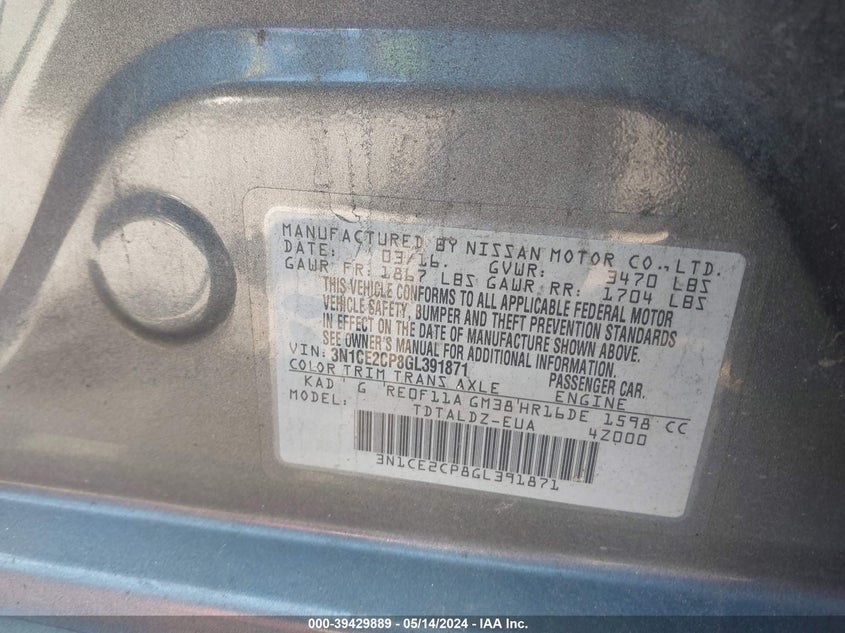 MANUFACTURED BY NISSAN MOTOR CO.,LTD.
DATE: 03/16 GVWR: 3470 LBS
GAWR FR: 1867 LBS GAWR RR: 1704 LBS
THIS VEHICLE CONFORMS TO ALL APPLICABLE FEDERAL MOTOR
VEHICLE SAFETY, BUMPER AND THEFT PREVENTION STANDARDS
IN EFFECT ON THE DATE OF MANUFACTURE SHOWN ABOVE.
SEE OWNER'S MANUAL FOR ADDITIONAL INFORMATION.
VIN: 3N1CE2CP8GL391871 PASSENGER CAR.
COLOR TRIM TRANS AXLE ENGINE
KAD G RE0F11A GM38 HR16DE 1598 CC
MODEL: TDTALDZ-EUA 4Z000
3N1CE2CP8GL391871
000-39429889 - 05/14/2024 - IAA Inc.